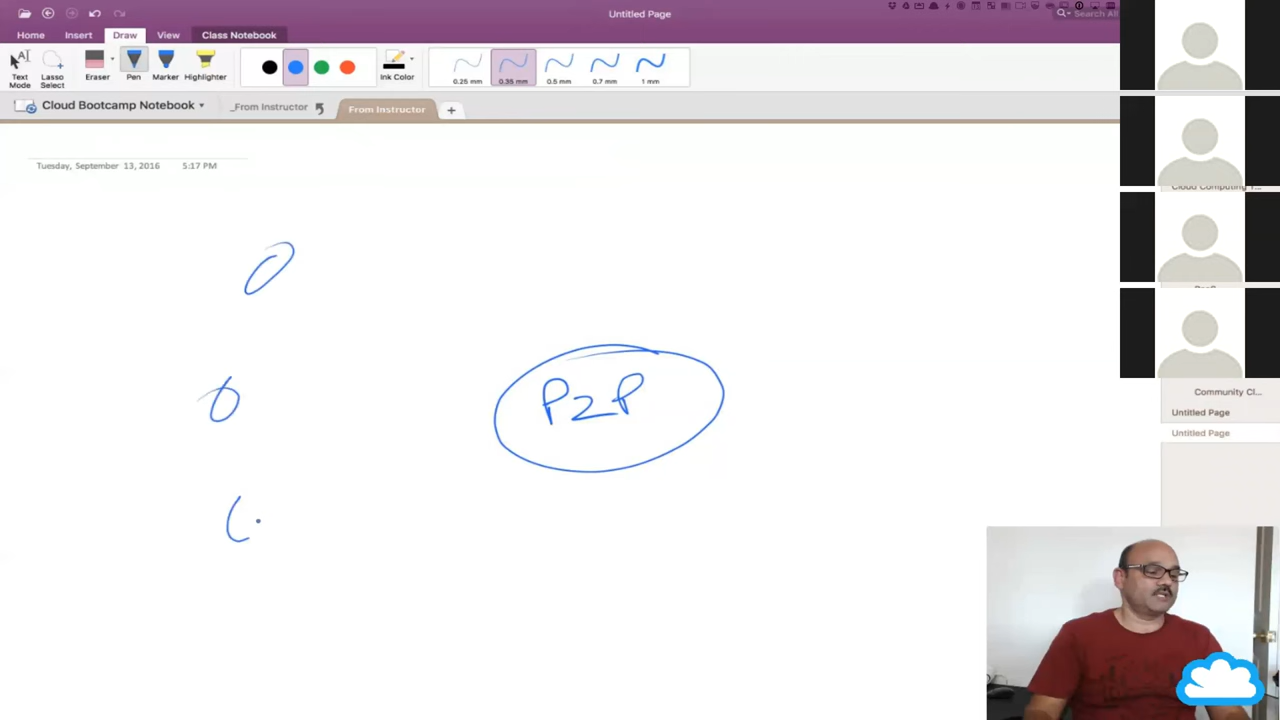 Untitled Page
Search All
Home Insert Draw View Class Notebook
Text Mode
Lasso Select
Eraser
Pen
Marker
Highlighter
Ink Color
0.25 mm
0.35 mm
0.5 mm
0.7 mm
1 mm
Cloud Bootcamp Notebook
_From Instructor
From Instructor
Tuesday, September 13, 2016 5:17 PM
P2P
Community Cl...
Untitled Page
Untitled Page